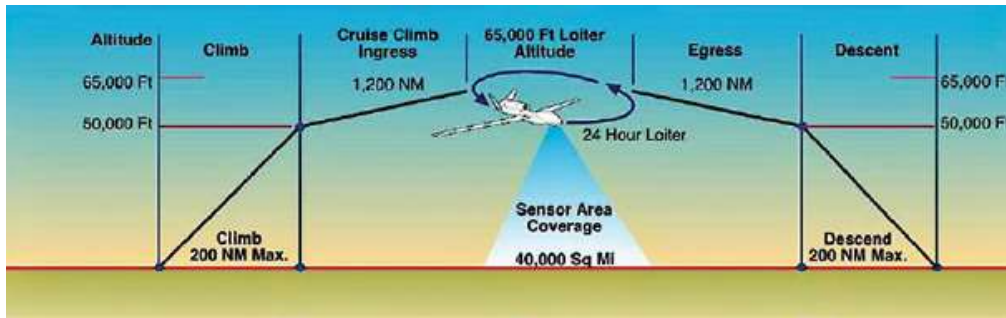 Altitude
Climb
Cruise Climb
Ingress
65,000 Ft Loiter
Altitude
Egress
Descent
65,000 Ft
1,200 NM
1,200 NM
65,000 F
50,000 Ft
24 Hour Loiter
50,000 F
Sensor Area
Coverage
Climb
200 NM Max.
40,000 Sq Mi
Descend
200 NM Max.